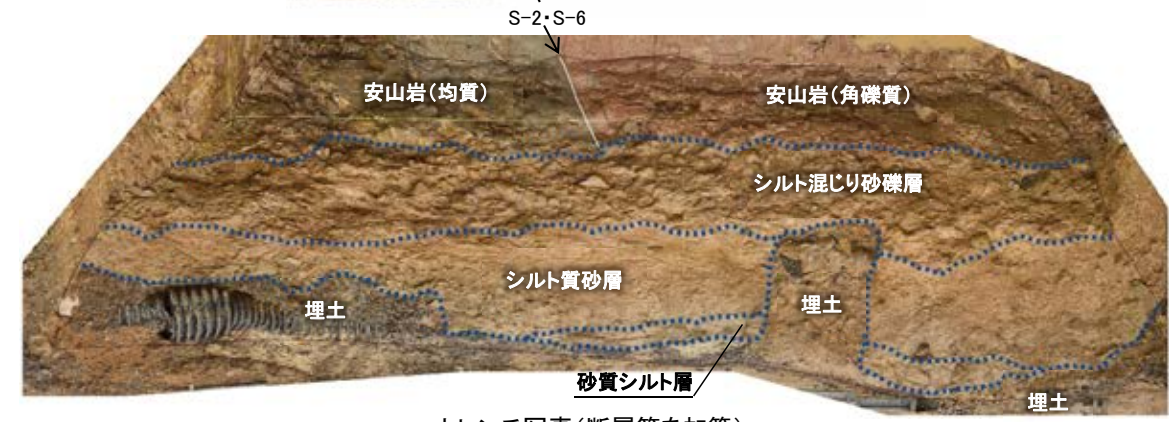 S-2・S-6
安山岩（均質）
安山岩（角礫質）
シルト混じり砂礫層
シルト質砂層
埋土
埋土
砂質シルト層
埋土